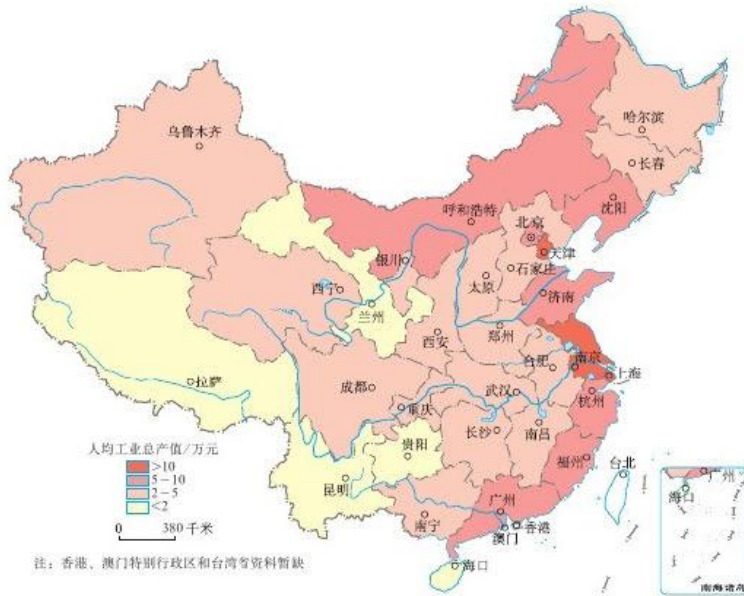 哈尔滨
乌鲁木齐
长春
呼和浩特
沈阳
北京
天津
银川
石家庄
太原
西宁
济南
兰州
郑州
西安
合肥
南京
上海
拉萨
成都
武汉
杭州
重庆
长沙
南昌
贵阳
福州
台北
昆明
广州
南宁
香港
澳门
海口
人均工业总产值/万元
>10
5-10
2-5
<2
0 380千米
注:香港、澳门特别行政区和台湾省资料暂缺
广州
海口
南海诸岛